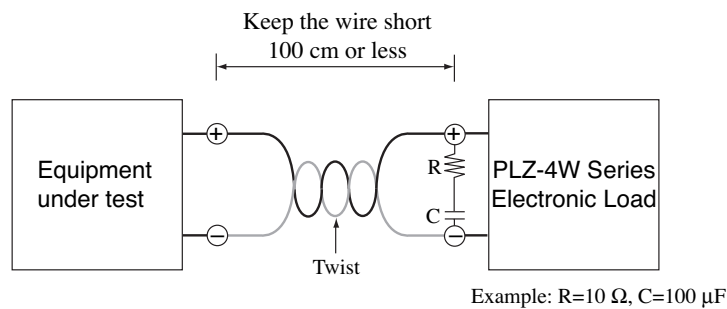 Keep the wire short
100 cm or less
+
+
Equipment
under test
R
C
PLZ-4W Series
Electronic Load
−
−
Twist
Example: R=10 Ω, C=100 µF